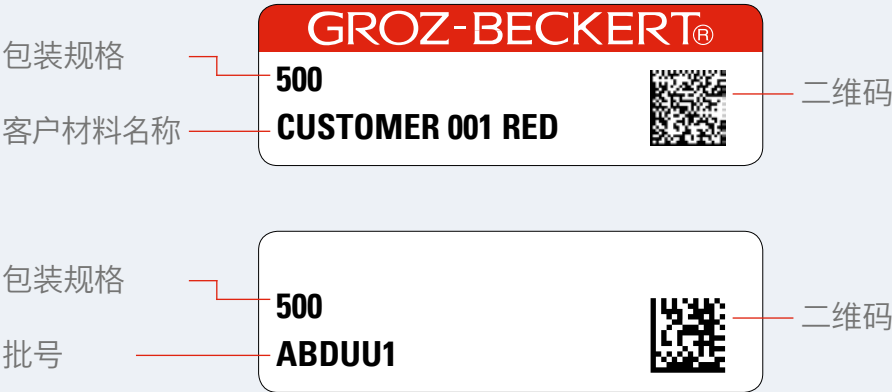 GROZ-BECKERT®
包装规格
500
二维码
客户材料名称
CUSTOMER 001 RED
包装规格
500
二维码
批号
ABDUU1